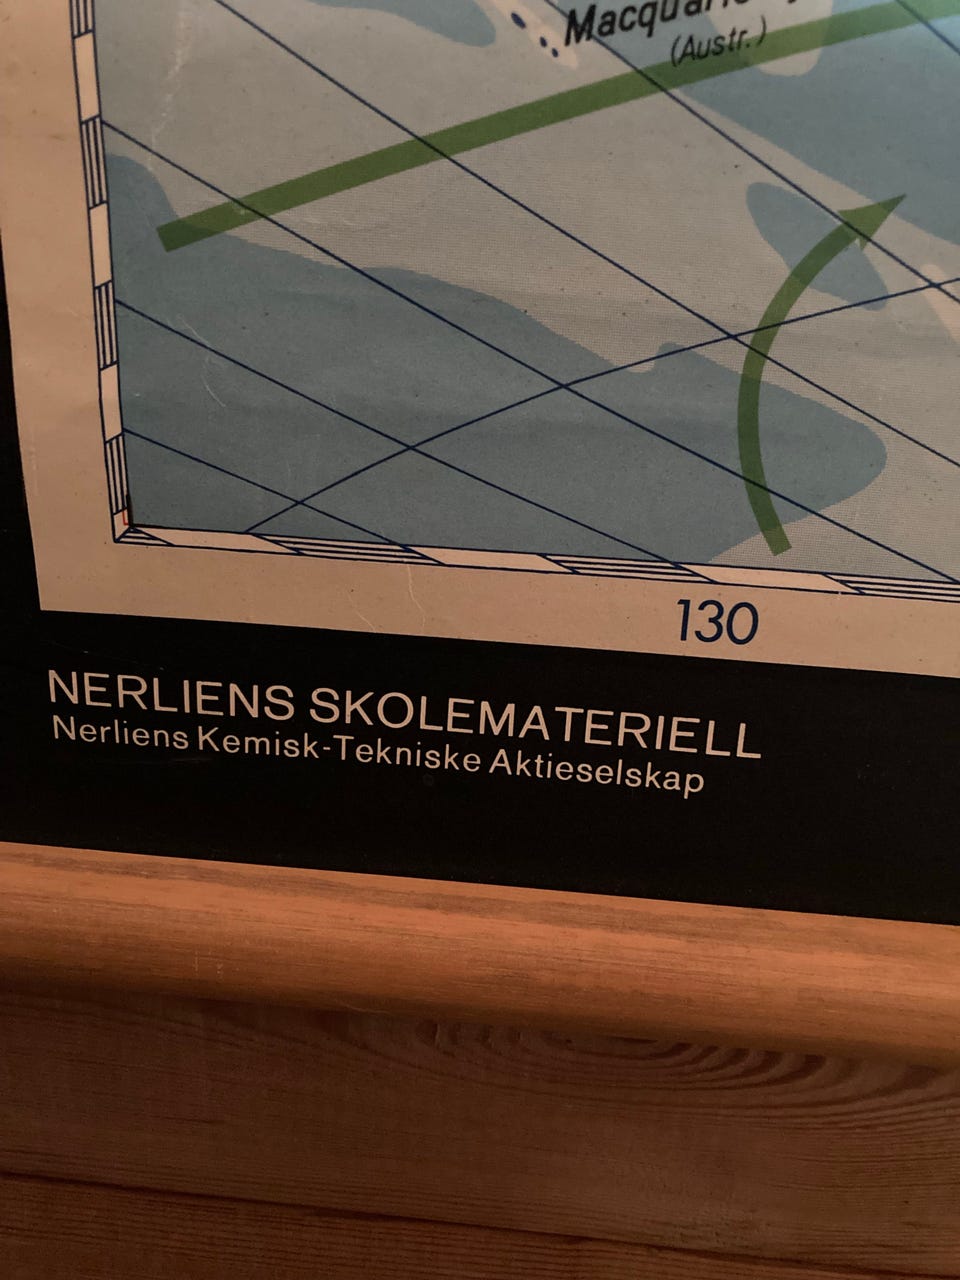 (Austr.)
130
NERLIENS SKOLEMATERIELL
Nerliens Kemisk-Tekniske Aktieselskap